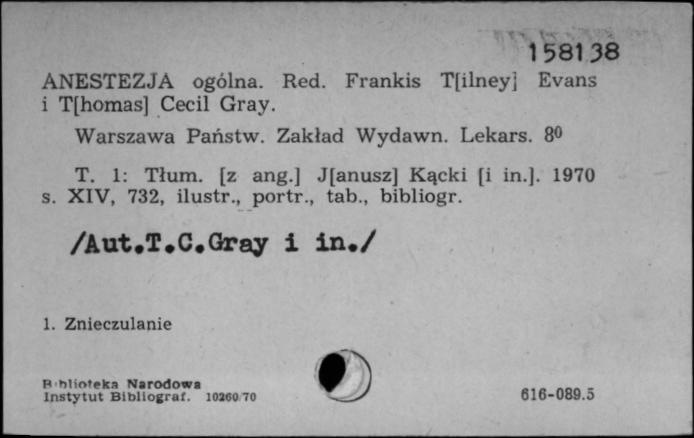 158138
ANESTEZJA ogólna. Red. Frankis T[ilney] Evans
i T[homas] Cecil Gray.
Warszawa Państw. Zakład Wydawn. Lekars. 8º
T. 1: Tłum. [z ang.] J[anusz] Kącki [i in.]. 1970
s. XIV, 732, ilustr., portr., tab., bibliogr.
/Aut.T.C.Gray i in./
1. Znieczulanie
Biblioteka Narodowa
Instytut Bibliograf. 10260/70
616-089.5